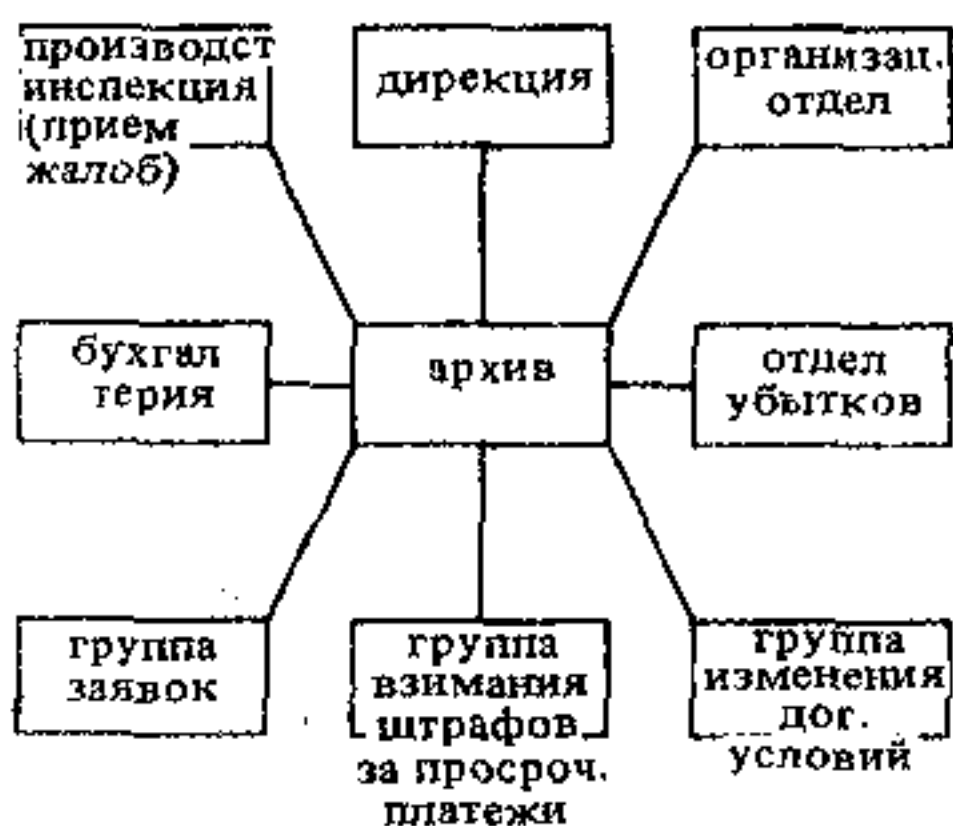 производст
инспекция
(прием
жалоб)
дирекция
организац.
отдел
бухгал
терия
архив
отдел
убытков
группа
заявок
группа
взимания
штрафов
за просроч.
платежи
группа
изменения
дог.
условий